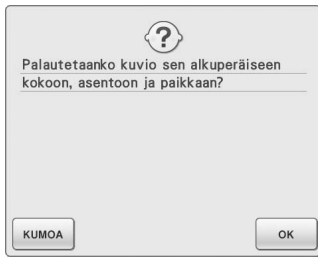 Palautetaanko kuvio sen alkuperäiseen
kokoon, asentoon ja paikkaan?
KUMOA
OK